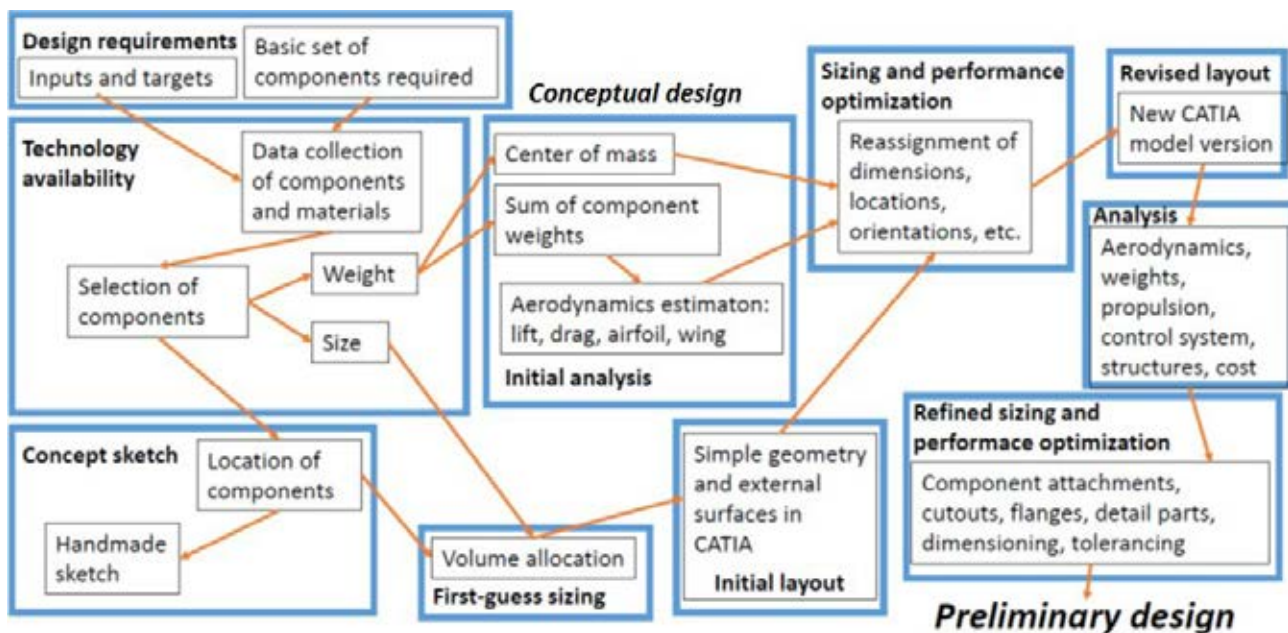 Design requirements
Inputs and targets
Basic set of
components required
Technology
availability
Data collection
of components
and materials
Selection of
components
Weight
Size
Concept sketch
Location of
components
Handmade
sketch
Conceptual design
Center of mass
Sum of component
weights
Aerodynamics estimaton:
lift, drag, airfoil, wing
Initial analysis
Volume allocation
First-guess sizing
Simple geometry
and external
surfaces in
CATIA
Initial layout
Sizing and performance
optimization
Reassignment of
dimensions,
locations,
orientations, etc.
Revised layout
New CATIA
model version
Analysis
Aerodynamics,
weights,
propulsion,
control system,
structures, cost
Refined sizing and
performace optimization
Component attachments,
cutouts, flanges, detail parts,
dimensioning, tolerancing
Preliminary design